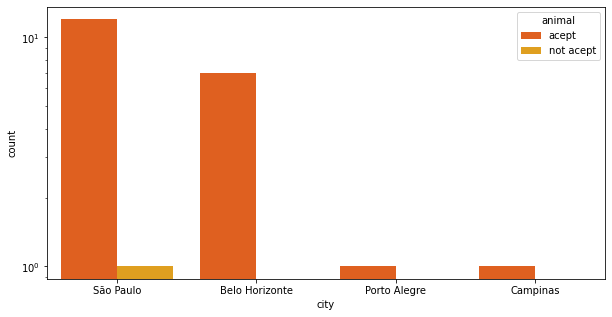 animal
acept
not acept
10¹
10⁰
count
São Paulo
Belo Horizonte
Porto Alegre
Campinas
city